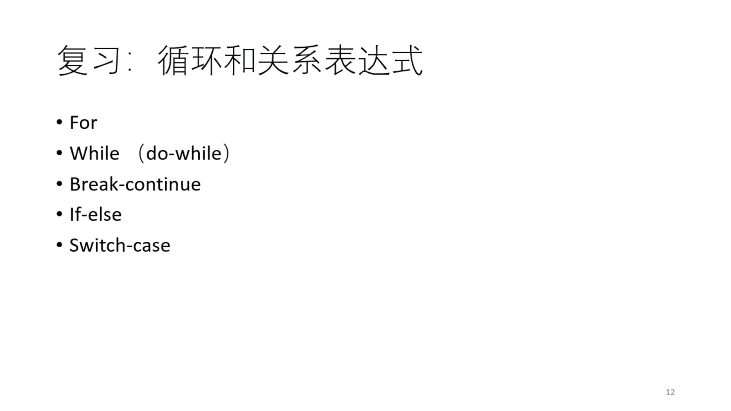 复习：循环和关系表达式
• For
• While （do-while）
• Break-continue
• If-else
• Switch-case
12